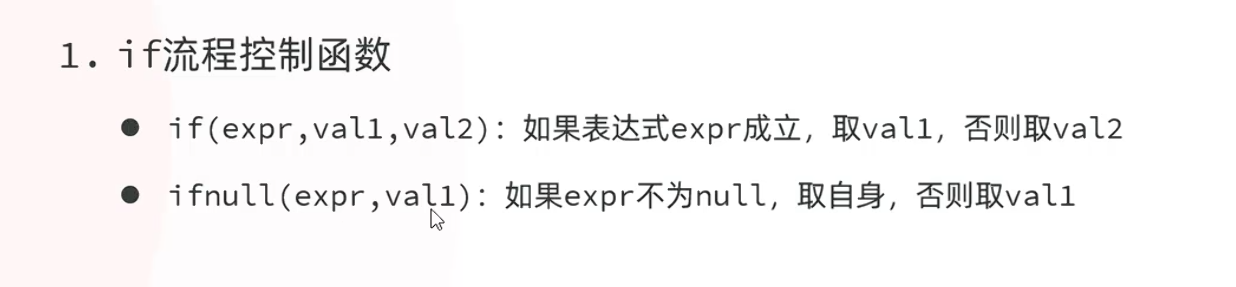 1. if流程控制函数
● if(expr,val1,val2)：如果表达式expr成立，取val1，否则取val2
● ifnull(expr,val1)：如果expr不为null，取自身，否则取val1